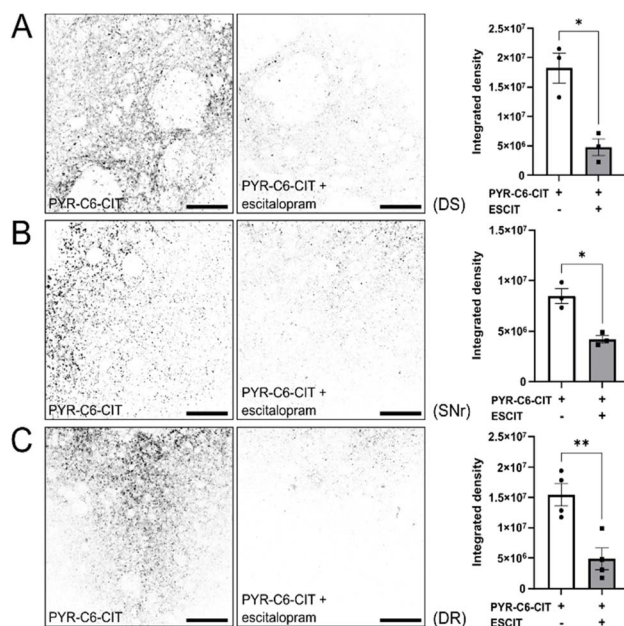 A
PYR-C6-CIT
PYR-C6-CIT +
escitalopram
(DS)
Integrated density
2.5×10⁷
2.0×10⁷
1.5×10⁷
1.0×10⁷
5×10⁶
0
*
PYR-C6-CIT + +
ESCIT - +
B
PYR-C6-CIT
PYR-C6-CIT +
escitalopram
(SNr)
Integrated density
1.5×10⁷
1×10⁷
5×10⁶
0
*
PYR-C6-CIT + +
ESCIT - +
C
PYR-C6-CIT
PYR-C6-CIT +
escitalopram
(DR)
Integrated density
2.5×10⁷
2.0×10⁷
1.5×10⁷
1.0×10⁷
5×10⁶
0
**
PYR-C6-CIT + +
ESCIT - +